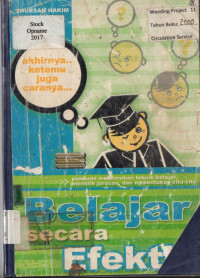 THURSAN HAKIM
Stock
Opname
2017
Weeding Project
Tahun Buku: 2000
Circulation Service
akhirnya..
ketemu
juga
caranya...
panduan menemukan teknik belajar,
memilih jurusan, dan menentukan cita-cita
Belajar
secara
Efektif